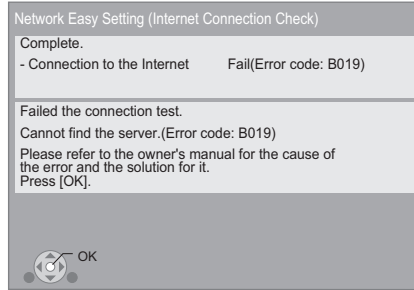 Network Easy Setting (Internet Connection Check)
Complete.
- Connection to the Internet Fail(Error code: B019)
Failed the connection test.
Cannot find the server.(Error code: B019)
Please refer to the owner's manual for the cause of
the error and the solution for it.
Press [OK].
OK